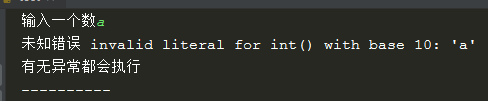 输入一个数a
未知错误 invalid literal for int() with base 10: 'a'
有无异常都会执行
----------